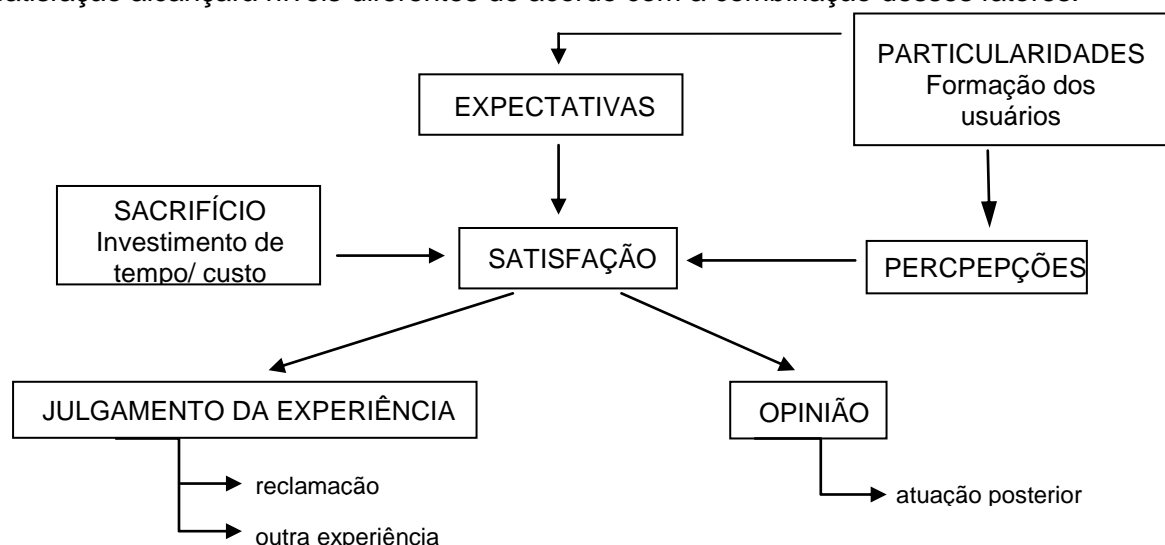 satisfação alcançará níveis diferentes de acordo com a combinação desses fatores.
PARTICULARIDADES
Formação dos
usuários
EXPECTATIVAS
SACRIFÍCIO
Investimento de
tempo/ custo
SATISFAÇÃO
PERCPEPÇÕES
JULGAMENTO DA EXPERIÊNCIA
OPINIÃO
reclamação
atuação posterior
outra experiência